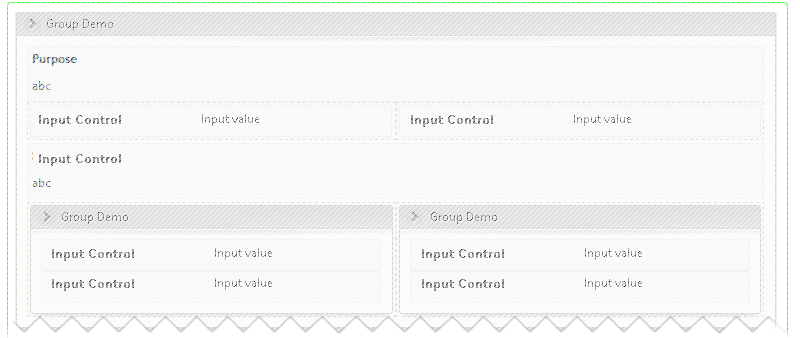 Group Demo
Purpose
abc
Input Control Input value Input Control Input value
Input Control
abc
Group Demo Group Demo
Input Control Input value Input Control Input value
Input Control Input value Input Control Input value